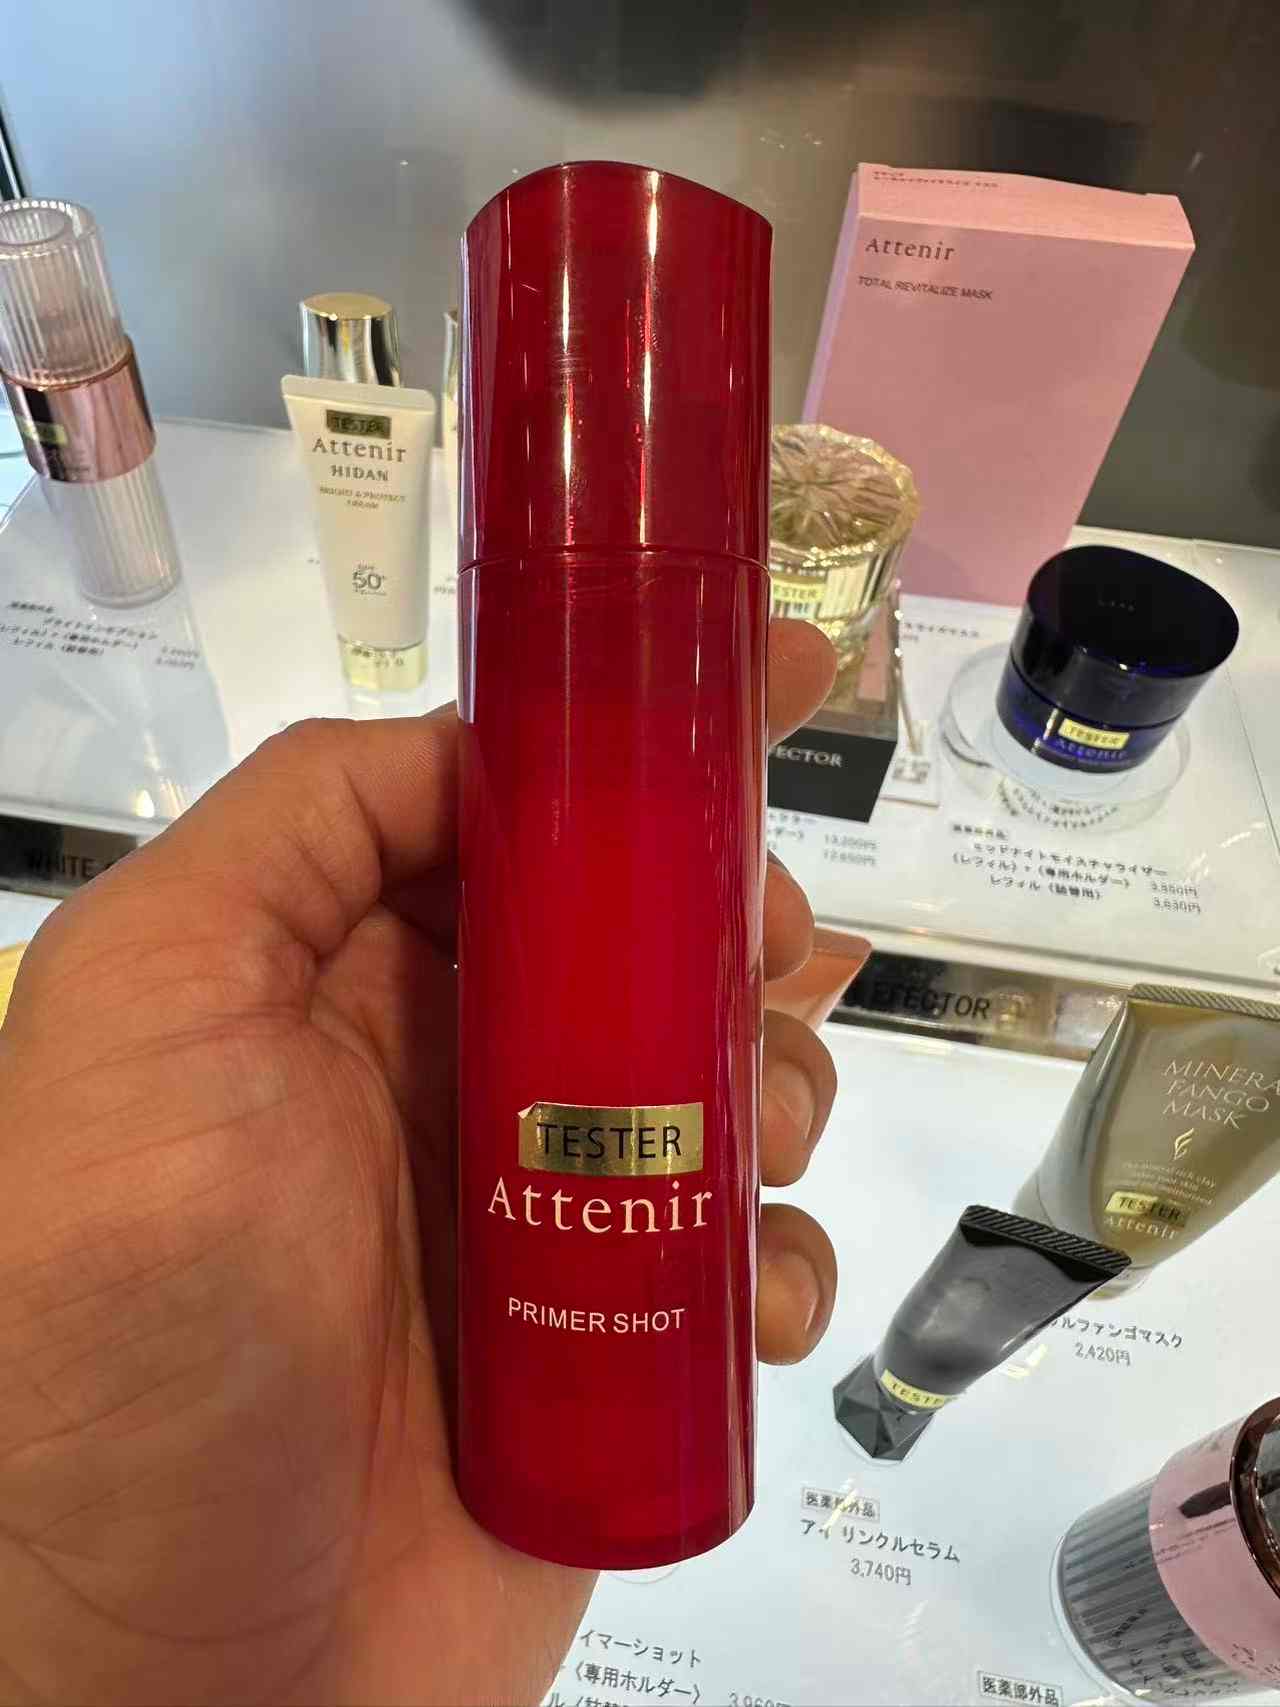 Attenir
TOTAL REVITALIZE MASK
TESTER
Attenir
HIDAN
BRIGHT & PROTECT
CREAM
50+
TESTER
TESTER
Attenir
ECTOR
13,200円
12,650円
ミッドナイトモイスチャライザー
(レフィル)+(専用ホルダー) 3,850円
レフィル(詰替用) 3,630円
WHITE
EFECTOR
MINERA
FANGO
MASK
TESTER
Attenir
TESTER
Attenir
PRIMER SHOT
ルファンゴマスク
2,420円
TESTER
医薬部外品
アイ リンクルセラム
3,740円
イマーショット
〈専用ホルダー〉
医薬部外品